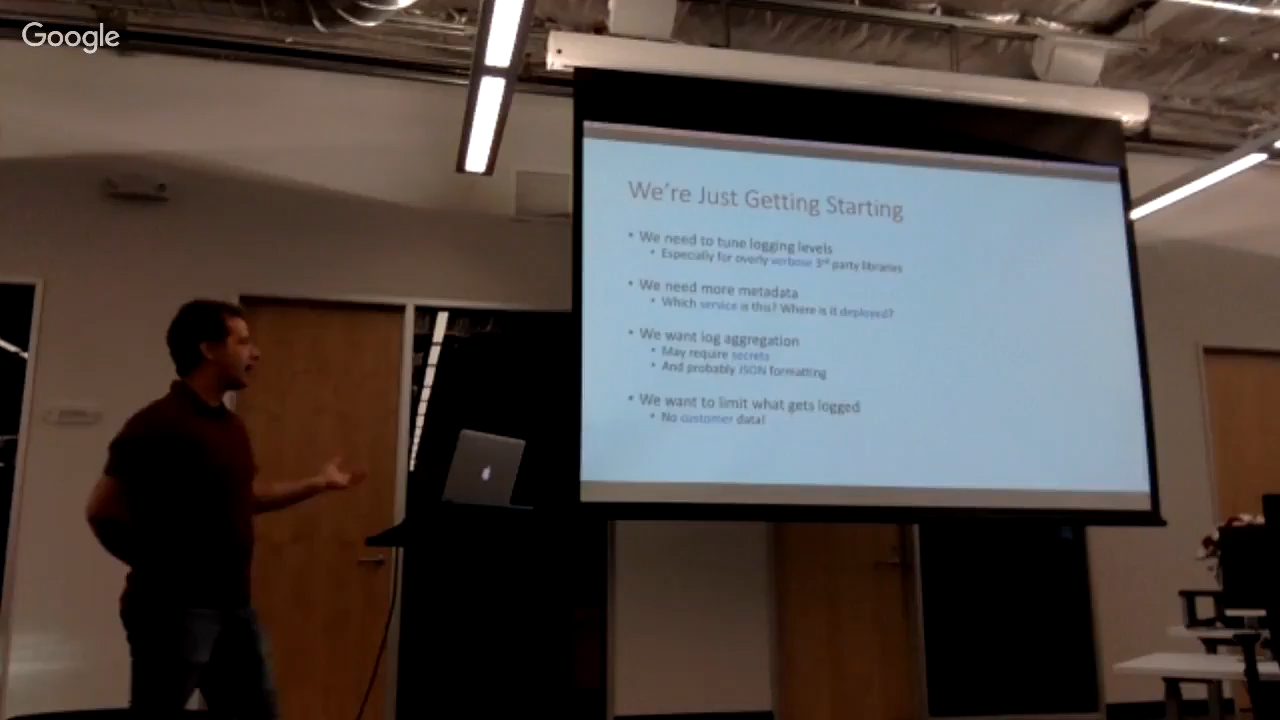 Google
We're Just Getting Starting
• We need to tune logging levels
• Especially for overly verbose 3rd party libraries
• We need more metadata
• Which service is this? Where is it deployed?
• We want log aggregation
• May require secrets
• And probably JSON formatting
• We want to limit what gets logged
• No customer data!